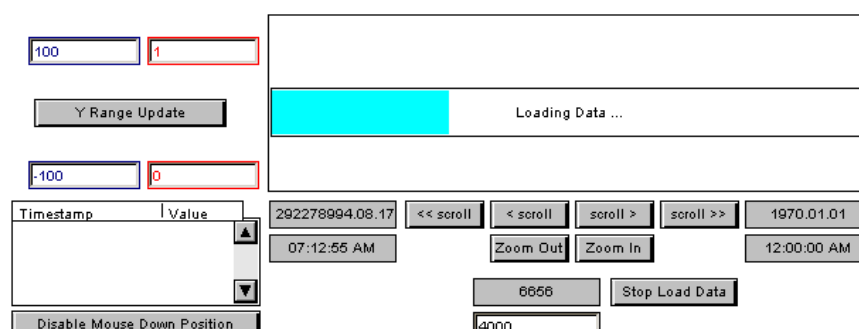 100 1
Loading Data ...
Y Range Update
-100 0
Timestamp Value
292278994.08.17 << scroll < scroll scroll > scroll >> 1970.01.01
07:12:55 AM Zoom Out Zoom In 12:00:00 AM
6656 Stop Load Data
Disable Mouse Down Position 4000